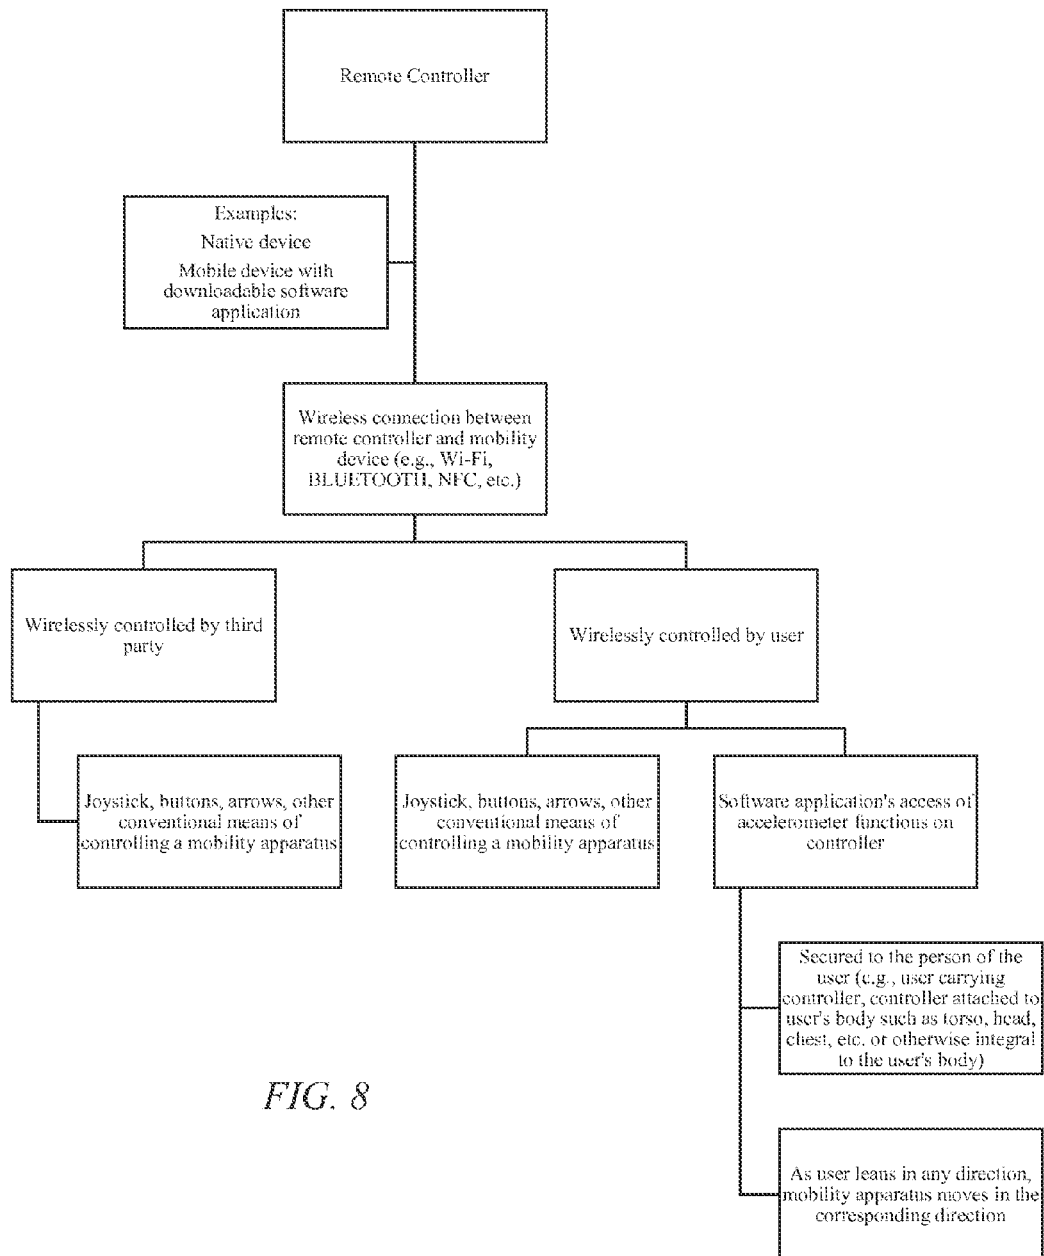 Remote Controller
Examples:
Native device
Mobile device with
downloadable software
application
Wireless connection between
remote controller and mobility
device (e.g., Wi-Fi,
BLUETOOTH, NFC, etc.)
Wirelessly controlled by third
party
Wirelessly controlled by user
Joystick, buttons, arrows, other
conventional means of
controlling a mobility apparatus
Joystick, buttons, arrows, other
conventional means of
controlling a mobility apparatus
Software application's access of
accelerometer functions on
controller
Secured to the person of the
user (e.g., user carrying
controller, controller attached to
user's body such as torso, head,
chest, etc. or otherwise integral
to the user's body)
As user leans in any direction,
mobility apparatus moves in the
corresponding direction
FIG. 8